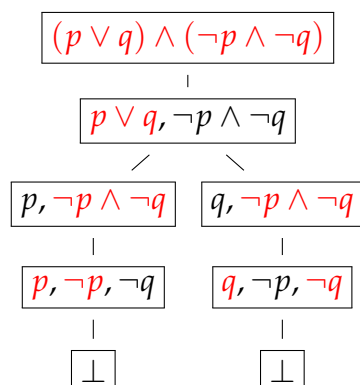 (p ∨ q) ∧ (¬p ∧ ¬q)
p ∨ q, ¬p ∧ ¬q
p, ¬p ∧ ¬q q, ¬p ∧ ¬q
p, ¬p, ¬q q, ¬p, ¬q
⊥ ⊥